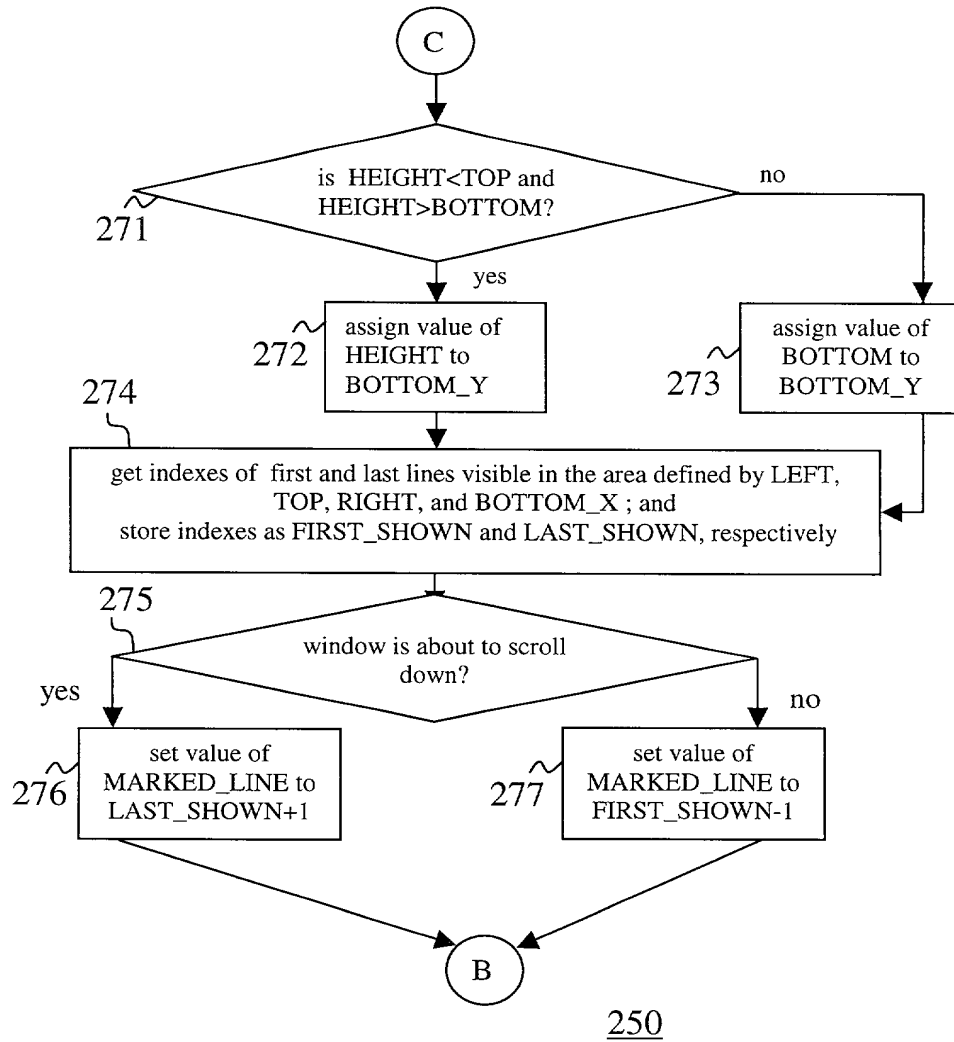 C
is HEIGHT<TOP and
HEIGHT>BOTTOM?
no
271
yes
assign value of
HEIGHT to
BOTTOM_Y
272
assign value of
BOTTOM to
BOTTOM_Y
273
274
get indexes of first and last lines visible in the area defined by LEFT,
TOP, RIGHT, and BOTTOM_X ; and
store indexes as FIRST_SHOWN and LAST_SHOWN, respectively
275
window is about to scroll
down?
yes
no
set value of
MARKED_LINE to
LAST_SHOWN+1
276
set value of
MARKED_LINE to
FIRST_SHOWN-1
277
B
250